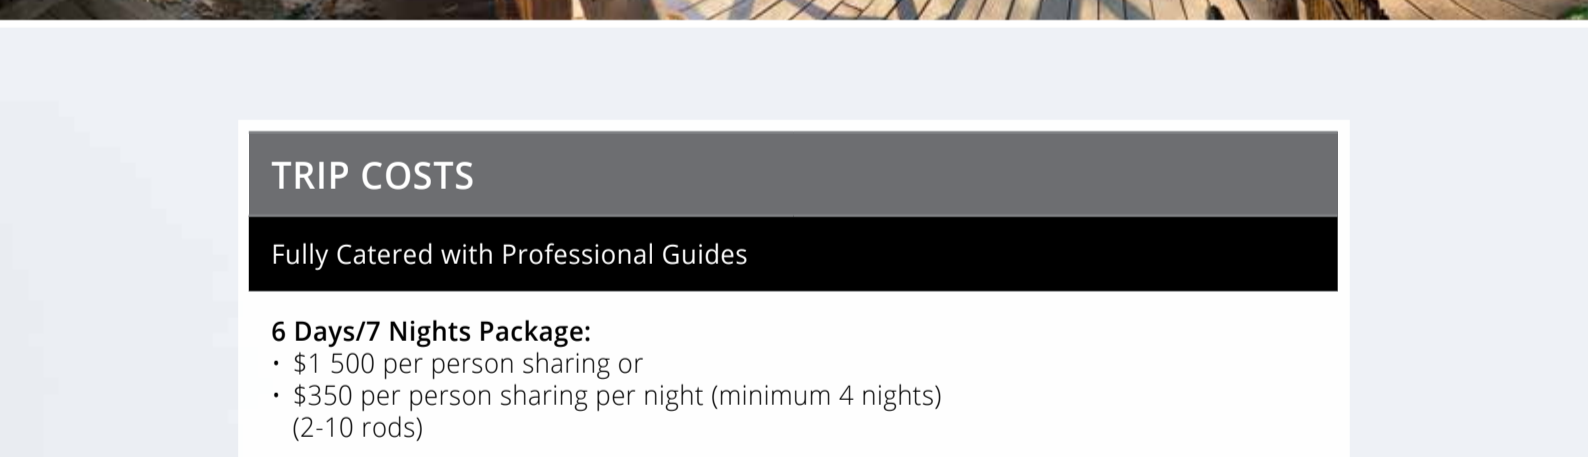 TRIP COSTS
Fully Catered with Professional Guides
6 Days/7 Nights Package:
• $1 500 per person sharing or
• $350 per person sharing per night (minimum 4 nights)
(2-10 rods)